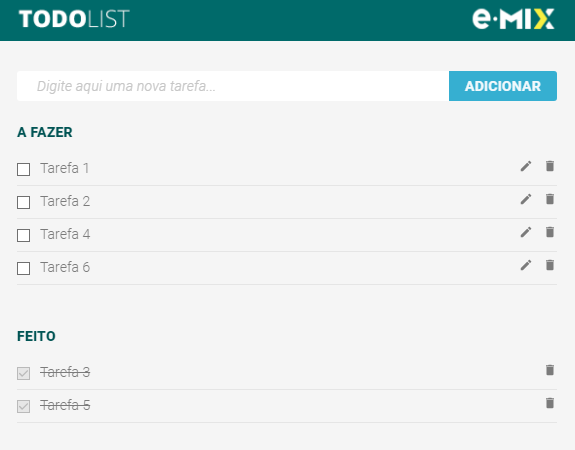 TODOLIST
e·MIX
Digite aqui uma nova tarefa...
ADICIONAR
A FAZER
Tarefa 1
Tarefa 2
Tarefa 4
Tarefa 6
FEITO
Tarefa 3
Tarefa 5